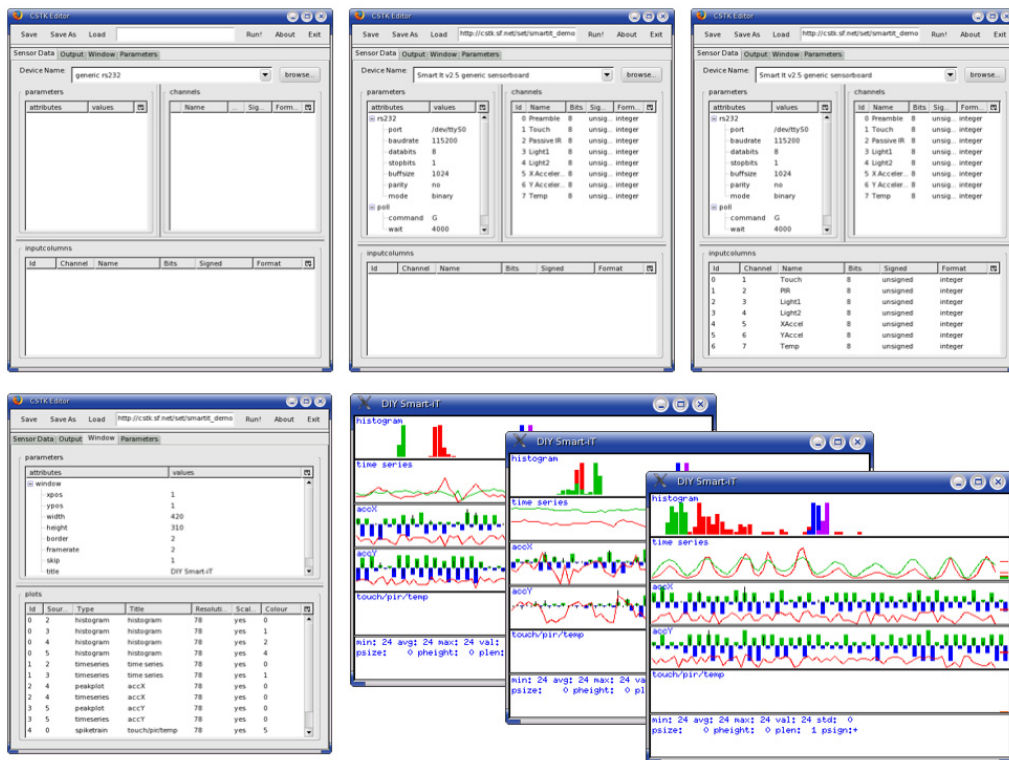 CSTK Editor
Save Save As Load Run! About Exit
Sensor Data Output Window Parameters
Device Name: generic rs232 browse...
parameters channels
attributes values Name ... Sig... Form...
inputcolumns
Id Channel Name Bits Signed Format
CSTK Editor
Save Save As Load http://cstk.sf.net/set/smartit_demo Run! About Exit
Sensor Data Output Window Parameters
Device Name: Smart It v2.5 generic sensorboard browse...
parameters channels
attributes values Id Name Bits Sig... Form...
rs232 0 Preamble 8 unsig... integer
port /dev/ttyS0 1 Touch 8 unsig... integer
baudrate 115200 2 Passive IR 8 unsig... integer
databits 8 3 Light1 8 unsig... integer
stopbits 1 4 Light2 8 unsig... integer
buffsize 1024 5 X Acceler... 8 unsig... integer
parity no 6 Y Acceler... 8 unsig... integer
mode binary 7 Temp 8 unsig... integer
poll
command G
wait 4000
inputcolumns
Id Channel Name Bits Signed Format
CSTK Editor
Save Save As Load http://cstk.sf.net/set/smartit_demo Run! About Exit
Sensor Data Output Window Parameters
Device Name: Smart It v2.5 generic sensorboard browse...
parameters channels
attributes values Id Name Bits Sig... Form...
rs232 0 Preamble 8 unsig... integer
port /dev/ttyS0 1 Touch 8 unsig... integer
baudrate 115200 2 Passive IR 8 unsig... integer
databits 8 3 Light1 8 unsig... integer
stopbits 1 4 Light2 8 unsig... integer
buffsize 1024 5 X Acceler... 8 unsig... integer
parity no 6 Y Acceler... 8 unsig... integer
mode binary 7 Temp 8 unsig... integer
poll
command G
wait 4000
inputcolumns
Id Channel Name Bits Signed Format
0 1 Touch 8 unsigned integer
1 2 PIR 8 unsigned integer
2 3 Light1 8 unsigned integer
3 4 Light2 8 unsigned integer
4 5 XAccel 8 unsigned integer
5 6 YAccel 8 unsigned integer
6 7 Temp 8 unsigned integer
CSTK Editor
Save Save As Load http://cstk.sf.net/set/smartit_demo Run! About Exit
Sensor Data Output Window Parameters
parameters
attributes values
window
xpos 1
ypos 1
width 420
height 310
border 2
framerate 2
skip 1
title DIY Smart-iT
plots
Id Sour... Type Title Resoluti... Scal... Colour
0 2 histogram histogram 78 yes 0
0 3 histogram histogram 78 yes 1
0 4 histogram histogram 78 yes 2
0 5 histogram histogram 78 yes 4
1 2 timeseries time series 78 yes 0
1 3 timeseries time series 78 yes 1
2 4 peakplot accX 78 yes 0
2 4 timeseries accX 78 yes 0
3 5 peakplot accY 78 yes 0
3 5 timeseries accY 78 yes 0
4 0 spiketrain touch/pir/temp 78 yes 5
DIY Smart-iT
histogram
time series
accX
accY
touch/pir/temp
min: 24 avg: 24 max: 24 val:
psize: 0 pheight: 0 plen:
DIY Smart-iT
histogram
time series
accX
accY
touch/pir/temp
min: 24 avg: 24 max: 24 va
psize: 0 pheight: 0 pl
DIY Smart-iT
histogram
time series
accX
accY
touch/pir/temp
min: 24 avg: 24 max: 24 val: 24 std: 0
psize: 0 pheight: 0 plen: 1 psign:+